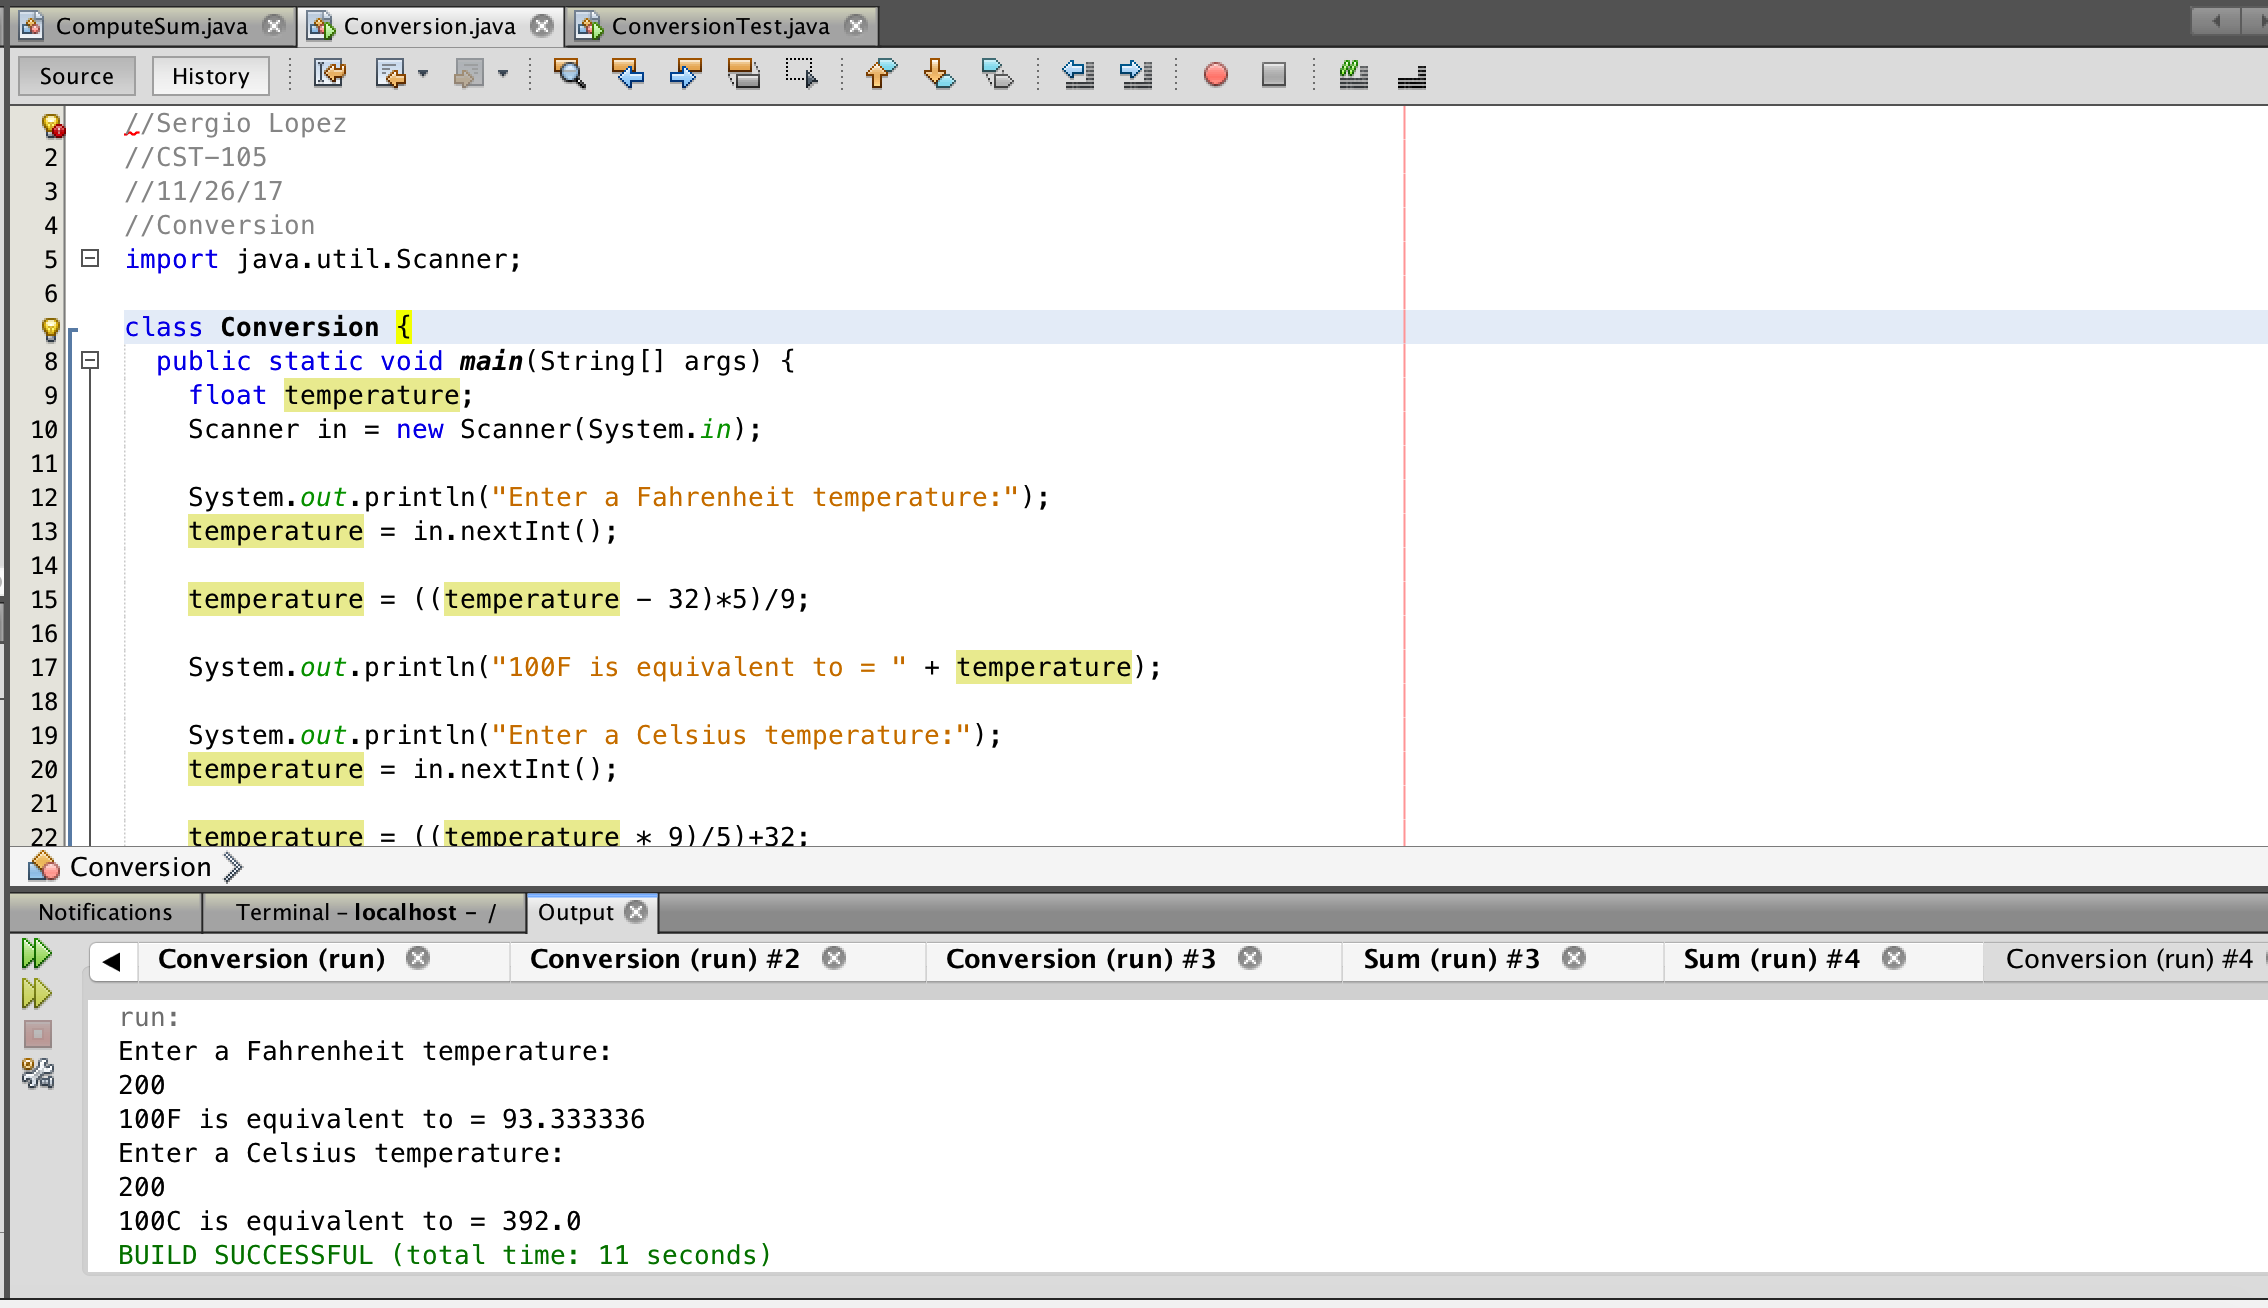 ComputeSum.java Conversion.java ConversionTest.java
Source History
//Sergio Lopez
2 //CST-105
3 //11/26/17
4 //Conversion
5 import java.util.Scanner;
6
class Conversion {
8 public static void main(String[] args) {
9 float temperature;
10 Scanner in = new Scanner(System.in);
11
12 System.out.println("Enter a Fahrenheit temperature:");
13 temperature = in.nextInt();
14
15 temperature = ((temperature - 32)*5)/9;
16
17 System.out.println("100F is equivalent to = " + temperature);
18
19 System.out.println("Enter a Celsius temperature:");
20 temperature = in.nextInt();
21
22 temperature = ((temperature * 9)/5)+32;
Conversion
Notifications Terminal - localhost - / Output
Conversion (run) Conversion (run) #2 Conversion (run) #3 Sum (run) #3 Sum (run) #4 Conversion (run) #4
run:
Enter a Fahrenheit temperature:
200
100F is equivalent to = 93.333336
Enter a Celsius temperature:
200
100C is equivalent to = 392.0
BUILD SUCCESSFUL (total time: 11 seconds)